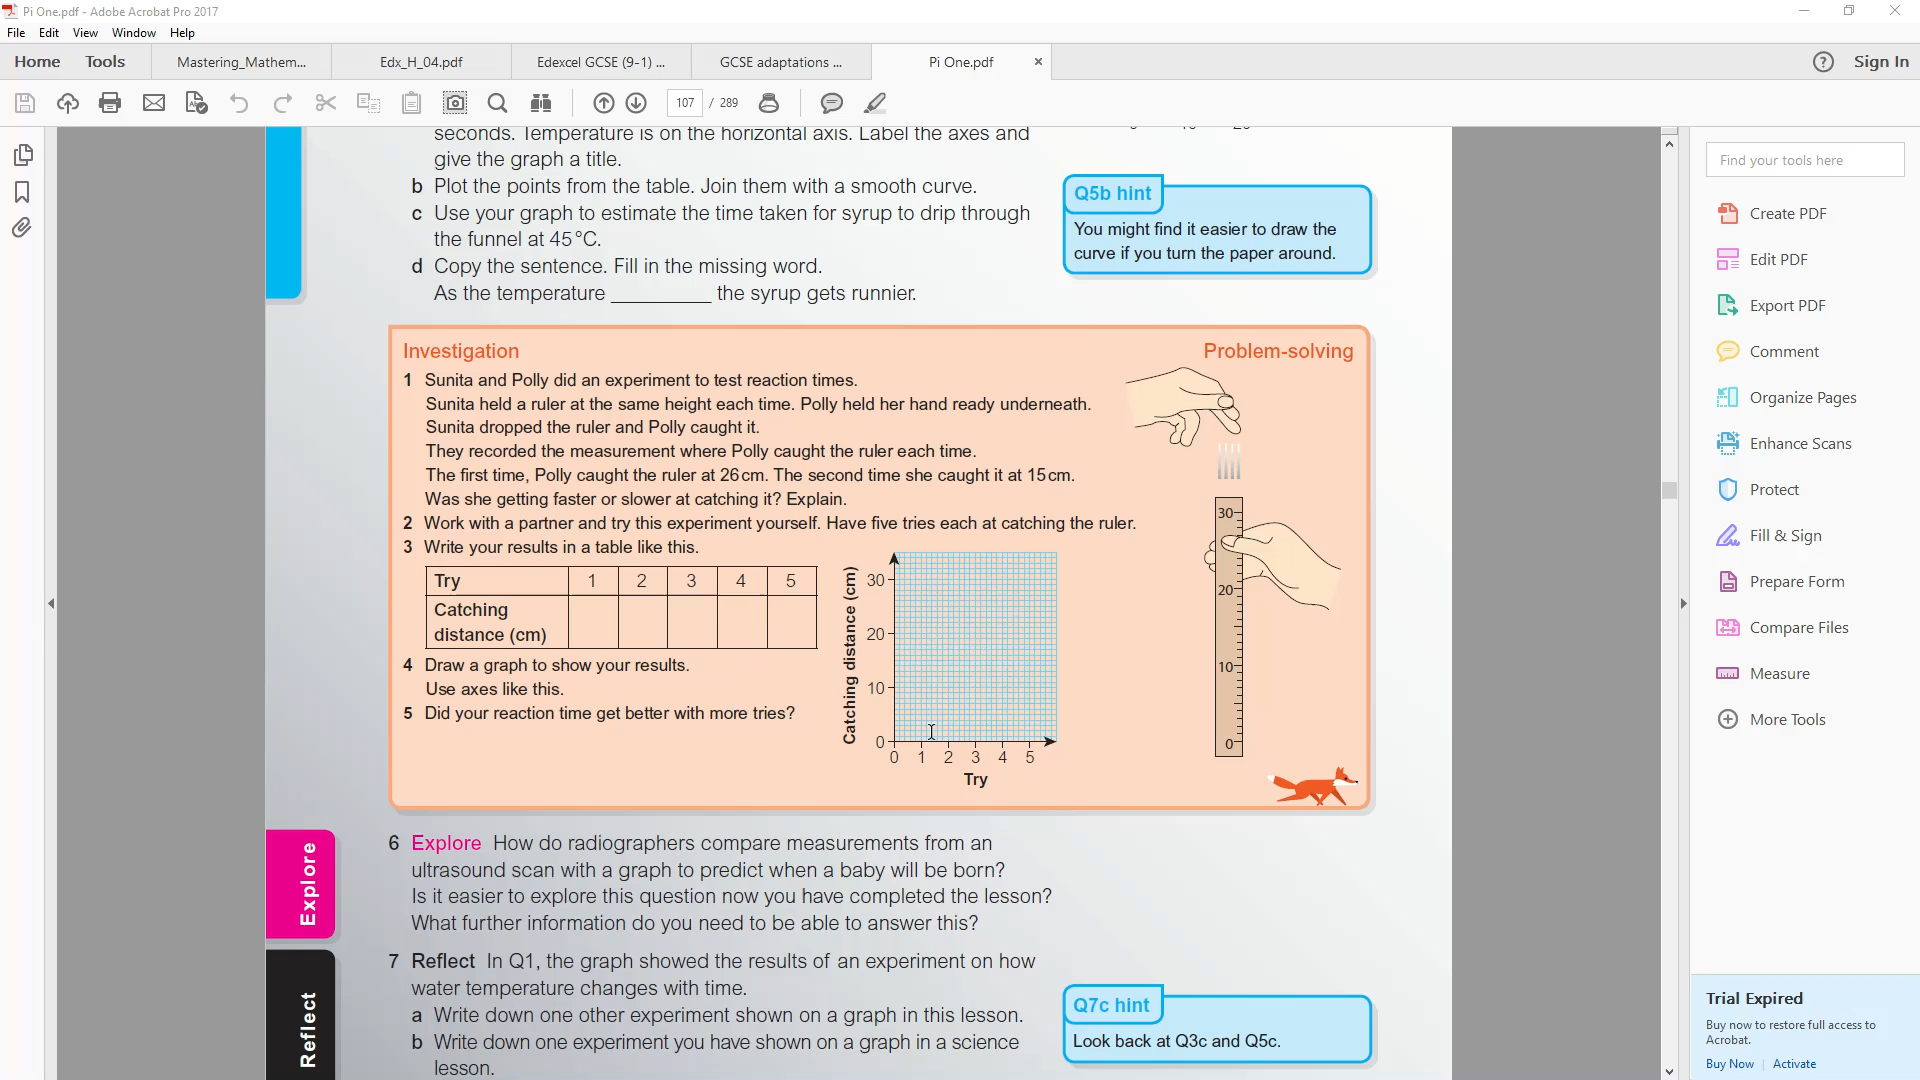 Pi One.pdf - Adobe Acrobat Pro 2017
File Edit View Window Help
Home Tools Mastering_Mathem... Edx_H_04.pdf Edexcel GCSE (9-1) ... GCSE adaptations ... Pi One.pdf × Sign In
107 / 289
seconds. Temperature is on the horizontal axis. Label the axes and
give the graph a title.
b Plot the points from the table. Join them with a smooth curve.
c Use your graph to estimate the time taken for syrup to drip through
the funnel at 45 °C.
d Copy the sentence. Fill in the missing word.
As the temperature __________ the syrup gets runnier.
Q5b hint
You might find it easier to draw the
curve if you turn the paper around.
Investigation
Problem-solving
1 Sunita and Polly did an experiment to test reaction times.
Sunita held a ruler at the same height each time. Polly held her hand ready underneath.
Sunita dropped the ruler and Polly caught it.
They recorded the measurement where Polly caught the ruler each time.
The first time, Polly caught the ruler at 26 cm. The second time she caught it at 15 cm.
Was she getting faster or slower at catching it? Explain.
2 Work with a partner and try this experiment yourself. Have five tries each at catching the ruler.
3 Write your results in a table like this.
Try 1 2 3 4 5
Catching
distance (cm)
4 Draw a graph to show your results.
Use axes like this.
5 Did your reaction time get better with more tries?
Catching distance (cm)
30
20
10
0
0 1 2 3 4 5
Try
30
20
10
0
Explore
6 Explore How do radiographers compare measurements from an
ultrasound scan with a graph to predict when a baby will be born?
Is it easier to explore this question now you have completed the lesson?
What further information do you need to be able to answer this?
Reflect
7 Reflect In Q1, the graph showed the results of an experiment on how
water temperature changes with time.
a Write down one other experiment shown on a graph in this lesson.
b Write down one experiment you have shown on a graph in a science
lesson.
Q7c hint
Look back at Q3c and Q5c.
Find your tools here
Create PDF
Edit PDF
Export PDF
Comment
Organize Pages
Enhance Scans
Protect
Fill & Sign
Prepare Form
Compare Files
Measure
More Tools
Trial Expired
Buy now to restore full access to
Acrobat.
Buy Now | Activate